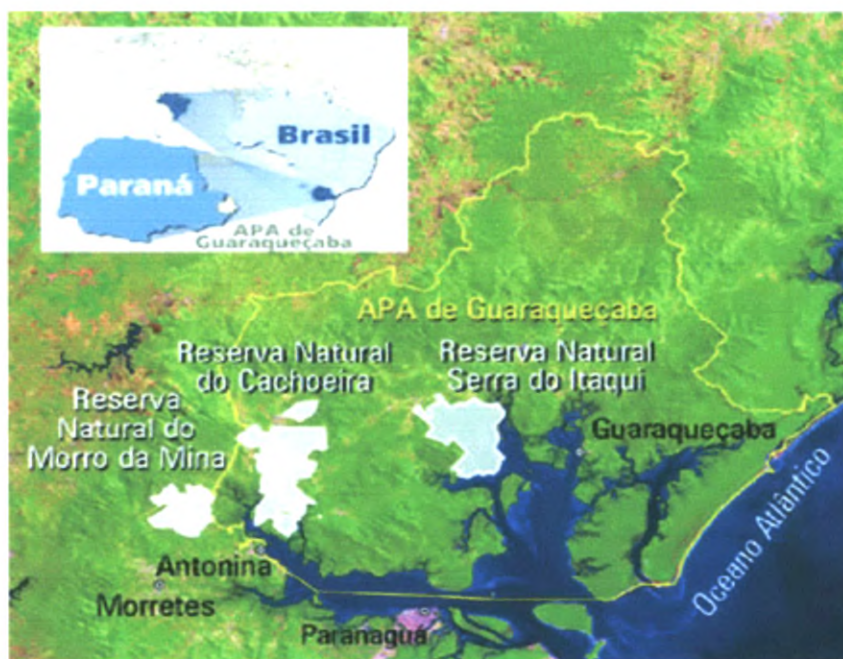 Brasil
Paraná
APA de
Guaraqueçaba
APA de Guaraqueçaba
Reserva Natural
do Cachoeira
Reserva Natural
Serra do Itaqui
Reserva
Natural do
Morro da Mina
Guaraqueçaba
Oceano Atlântico
Antonina
Morretes
Paranaguá